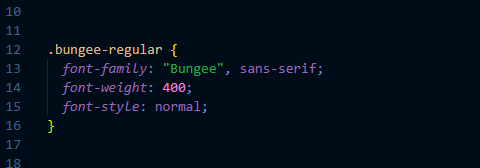 10
11
12 .bungee-regular {
13 font-family: "Bungee", sans-serif;
14 font-weight: 400;
15 font-style: normal;
16 }
17
18